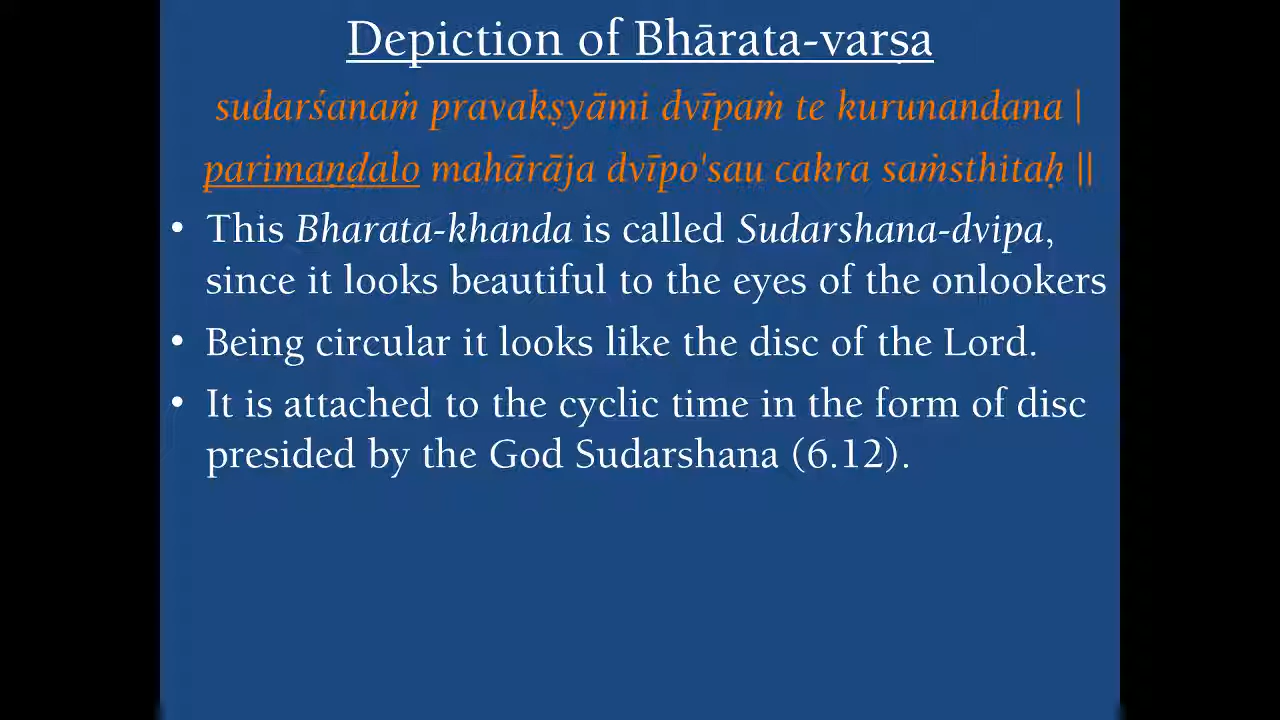 Depiction of Bhārata-varṣa
sudarśanaṁ pravakṣyāmi dvīpaṁ te kurunandana |
parimaṇḍalo mahārāja dvīpo'sau cakra saṁsthitaḥ ||
• This Bharata-khanda is called Sudarshana-dvipa,
since it looks beautiful to the eyes of the onlookers
• Being circular it looks like the disc of the Lord.
• It is attached to the cyclic time in the form of disc
presided by the God Sudarshana (6.12).